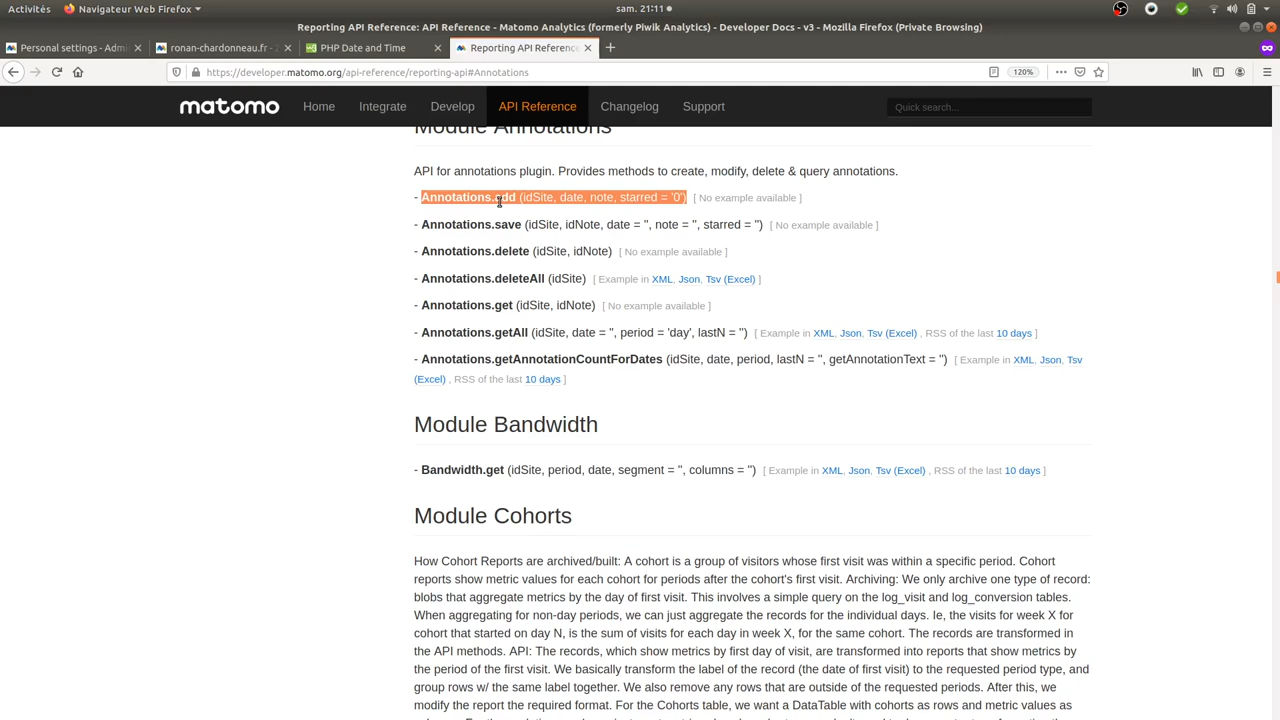 Activités
Navigateur Web Firefox
sam. 21:11
Reporting API Reference: API Reference - Matomo Analytics (formerly Piwik Analytics) - Developer Docs - v3 - Mozilla Firefox (Private Browsing)
Personal settings - Admi
ronan-chardonneau.fr - 2
PHP Date and Time
Reporting API Reference
https://developer.matomo.org/api-reference/reporting-api#Annotations
120%
matomo
Home
Integrate
Develop
API Reference
Changelog
Support
Quick search...
Module Annotations
API for annotations plugin. Provides methods to create, modify, delete & query annotations.
- Annotations.add (idSite, date, note, starred = '0') [ No example available ]
- Annotations.save (idSite, idNote, date = '', note = '', starred = '') [ No example available ]
- Annotations.delete (idSite, idNote) [ No example available ]
- Annotations.deleteAll (idSite) [ Example in XML, Json, Tsv (Excel) ]
- Annotations.get (idSite, idNote) [ No example available ]
- Annotations.getAll (idSite, date = '', period = 'day', lastN = '') [ Example in XML, Json, Tsv (Excel) , RSS of the last 10 days ]
- Annotations.getAnnotationCountForDates (idSite, date, period, lastN = '', getAnnotationText = '') [ Example in XML, Json, Tsv
(Excel) , RSS of the last 10 days ]
Module Bandwidth
- Bandwidth.get (idSite, period, date, segment = '', columns = '') [ Example in XML, Json, Tsv (Excel) , RSS of the last 10 days ]
Module Cohorts
How Cohort Reports are archived/built: A cohort is a group of visitors whose first visit was within a specific period. Cohort
reports show metric values for each cohort for periods after the cohort's first visit. Archiving: We only archive one type of record:
blobs that aggregate metrics by the day of first visit. This involves a simple query on the log_visit and log_conversion tables.
When aggregating for non-day periods, we can just aggregate the records for the individual days. Ie, the visits for week X for
cohort that started on day N, is the sum of visits for each day in week X, for the same cohort. The records are transformed in
the API methods. API: The records, which show metrics by first day of visit, are transformed into reports that show metrics by
the period of the first visit. We basically transform the label of the record (the date of first visit) to the requested period type, and
group rows w/ the same label together. We also remove any rows that are outside of the requested periods. After this, we
modify the report the required format. For the Cohorts table, we want a DataTable with cohorts as rows and metric values as